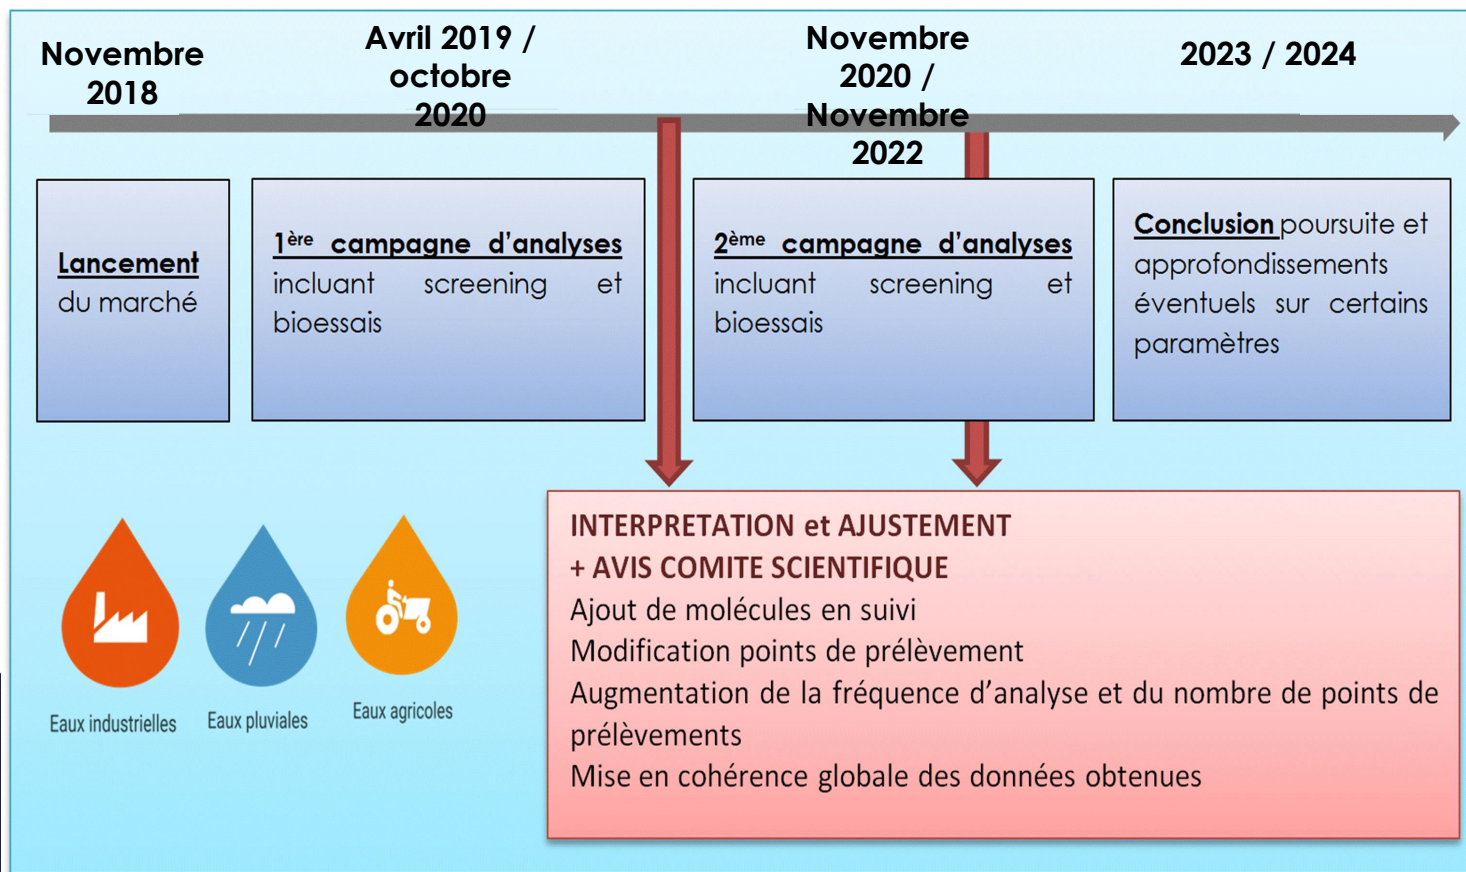 Novembre
2018
Avril 2019 /
octobre
2020
Novembre
2020 /
Novembre
2022
2023 / 2024
Lancement
du marché
1ère campagne d'analyses
incluant screening et
bioessais
2ème campagne d'analyses
incluant screening et
bioessais
Conclusion poursuite et
approfondissements
éventuels sur certains
paramètres
Eaux industrielles
Eaux pluviales
Eaux agricoles
INTERPRETATION et AJUSTEMENT
+ AVIS COMITE SCIENTIFIQUE
Ajout de molécules en suivi
Modification points de prélèvement
Augmentation de la fréquence d'analyse et du nombre de points de
prélèvements
Mise en cohérence globale des données obtenues